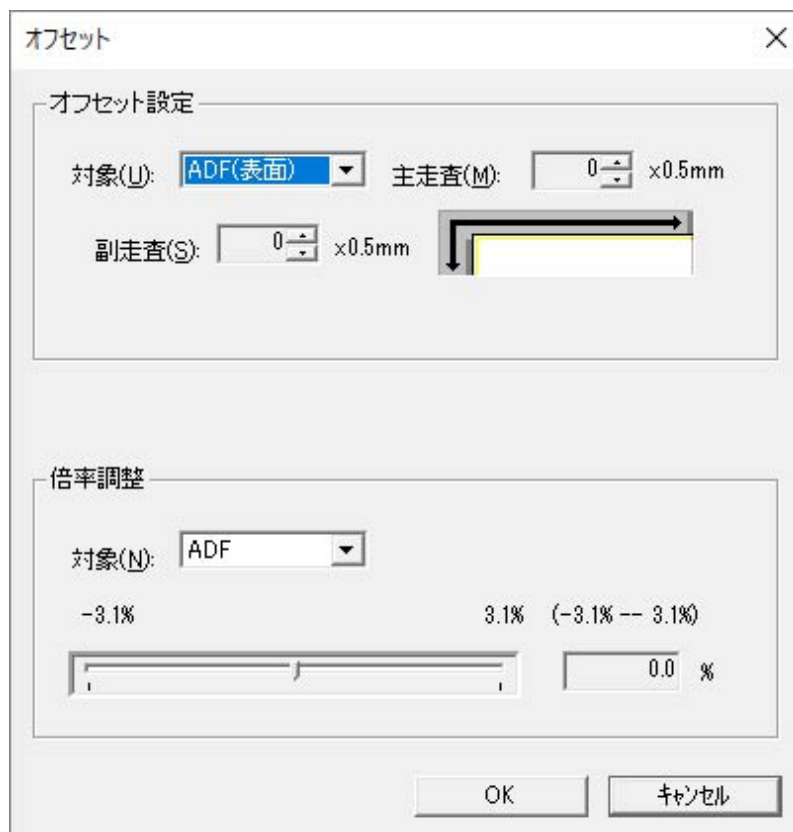 オフセット
オフセット設定
対象(U): ADF(表面) 主走査(M): 0 x0.5mm
副走査(S): 0 x0.5mm
倍率調整
対象(N): ADF
-3.1% 3.1% (-3.1% -- 3.1%)
0.0 %
OK キャンセル